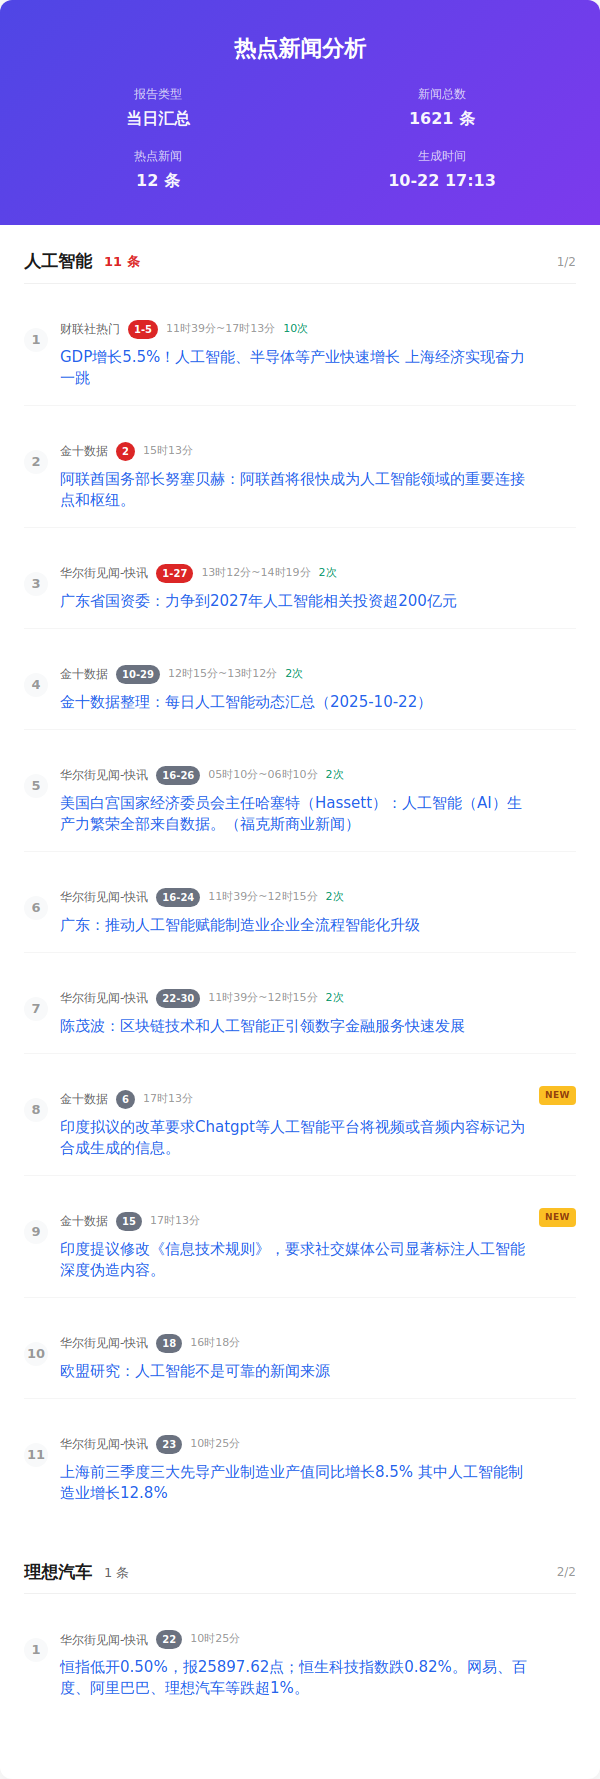 热点新闻分析
报告类型
当日汇总
新闻总数
1621 条
热点新闻
12 条
生成时间
10-22 17:13
人工智能 11 条 1/2
1
财联社热门 1-5 11时39分~17时13分 10次
GDP增长5.5%！人工智能、半导体等产业快速增长 上海经济实现奋力
一跳
2
金十数据 2 15时13分
阿联酋国务部长努塞贝赫：阿联酋将很快成为人工智能领域的重要连接
点和枢纽。
3
华尔街见闻-快讯 1-27 13时12分~14时19分 2次
广东省国资委：力争到2027年人工智能相关投资超200亿元
4
金十数据 10-29 12时15分~13时12分 2次
金十数据整理：每日人工智能动态汇总（2025-10-22）
5
华尔街见闻-快讯 16-26 05时10分~06时10分 2次
美国白宫国家经济委员会主任哈塞特（Hassett）：人工智能（AI）生
产力繁荣全部来自数据。（福克斯商业新闻）
6
华尔街见闻-快讯 16-24 11时39分~12时15分 2次
广东：推动人工智能赋能制造业企业全流程智能化升级
7
华尔街见闻-快讯 22-30 11时39分~12时15分 2次
陈茂波：区块链技术和人工智能正引领数字金融服务快速发展
8
金十数据 6 17时13分 NEW
印度拟议的改革要求Chatgpt等人工智能平台将视频或音频内容标记为
合成生成的信息。
9
金十数据 15 17时13分 NEW
印度提议修改《信息技术规则》，要求社交媒体公司显著标注人工智能
深度伪造内容。
10
华尔街见闻-快讯 18 16时18分
欧盟研究：人工智能不是可靠的新闻来源
11
华尔街见闻-快讯 23 10时25分
上海前三季度三大先导产业制造业产值同比增长8.5% 其中人工智能制
造业增长12.8%
理想汽车 1 条 2/2
1
华尔街见闻-快讯 22 10时25分
恒指低开0.50%，报25897.62点；恒生科技指数跌0.82%。网易、百
度、阿里巴巴、理想汽车等跌超1%。